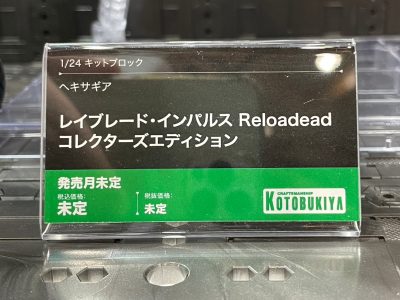 1/24 キットブロック
ヘキサギア
レイブレード・インパルス Reloadead
コレクターズエディション
発売月未定
税込価格:
未定
税抜価格:
未定
CRAFTSMANSHIP
KOTOBUKIYA